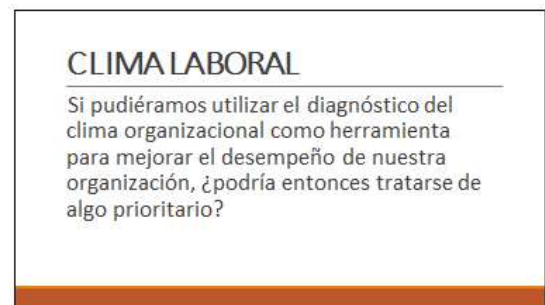 CLIMA LABORAL
Si pudiéramos utilizar el diagnóstico del
clima organizacional como herramienta
para mejorar el desempeño de nuestra
organización, ¿podría entonces tratarse de
algo prioritario?